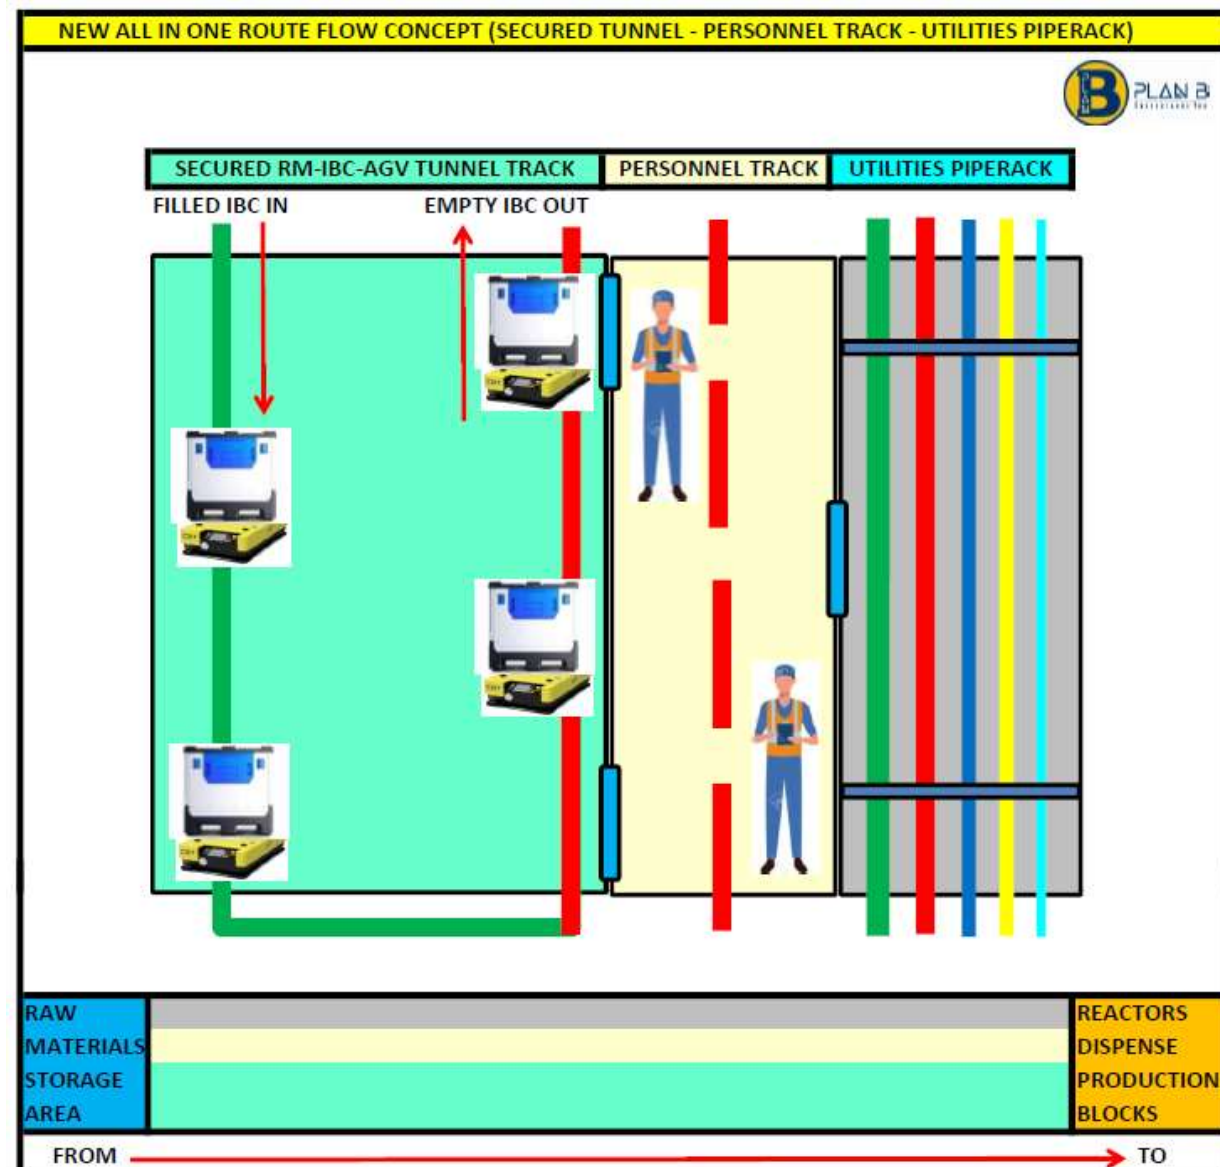 NEW ALL IN ONE ROUTE FLOW CONCEPT (SECURED TUNNEL - PERSONNEL TRACK - UTILITIES PIPERACK)
B PLAN B
SECURED RM-IBC-AGV TUNNEL TRACK PERSONNEL TRACK UTILITIES PIPERACK
FILLED IBC IN EMPTY IBC OUT
RAW
MATERIALS
STORAGE
AREA
REACTORS
DISPENSE
PRODUCTION
BLOCKS
FROM TO